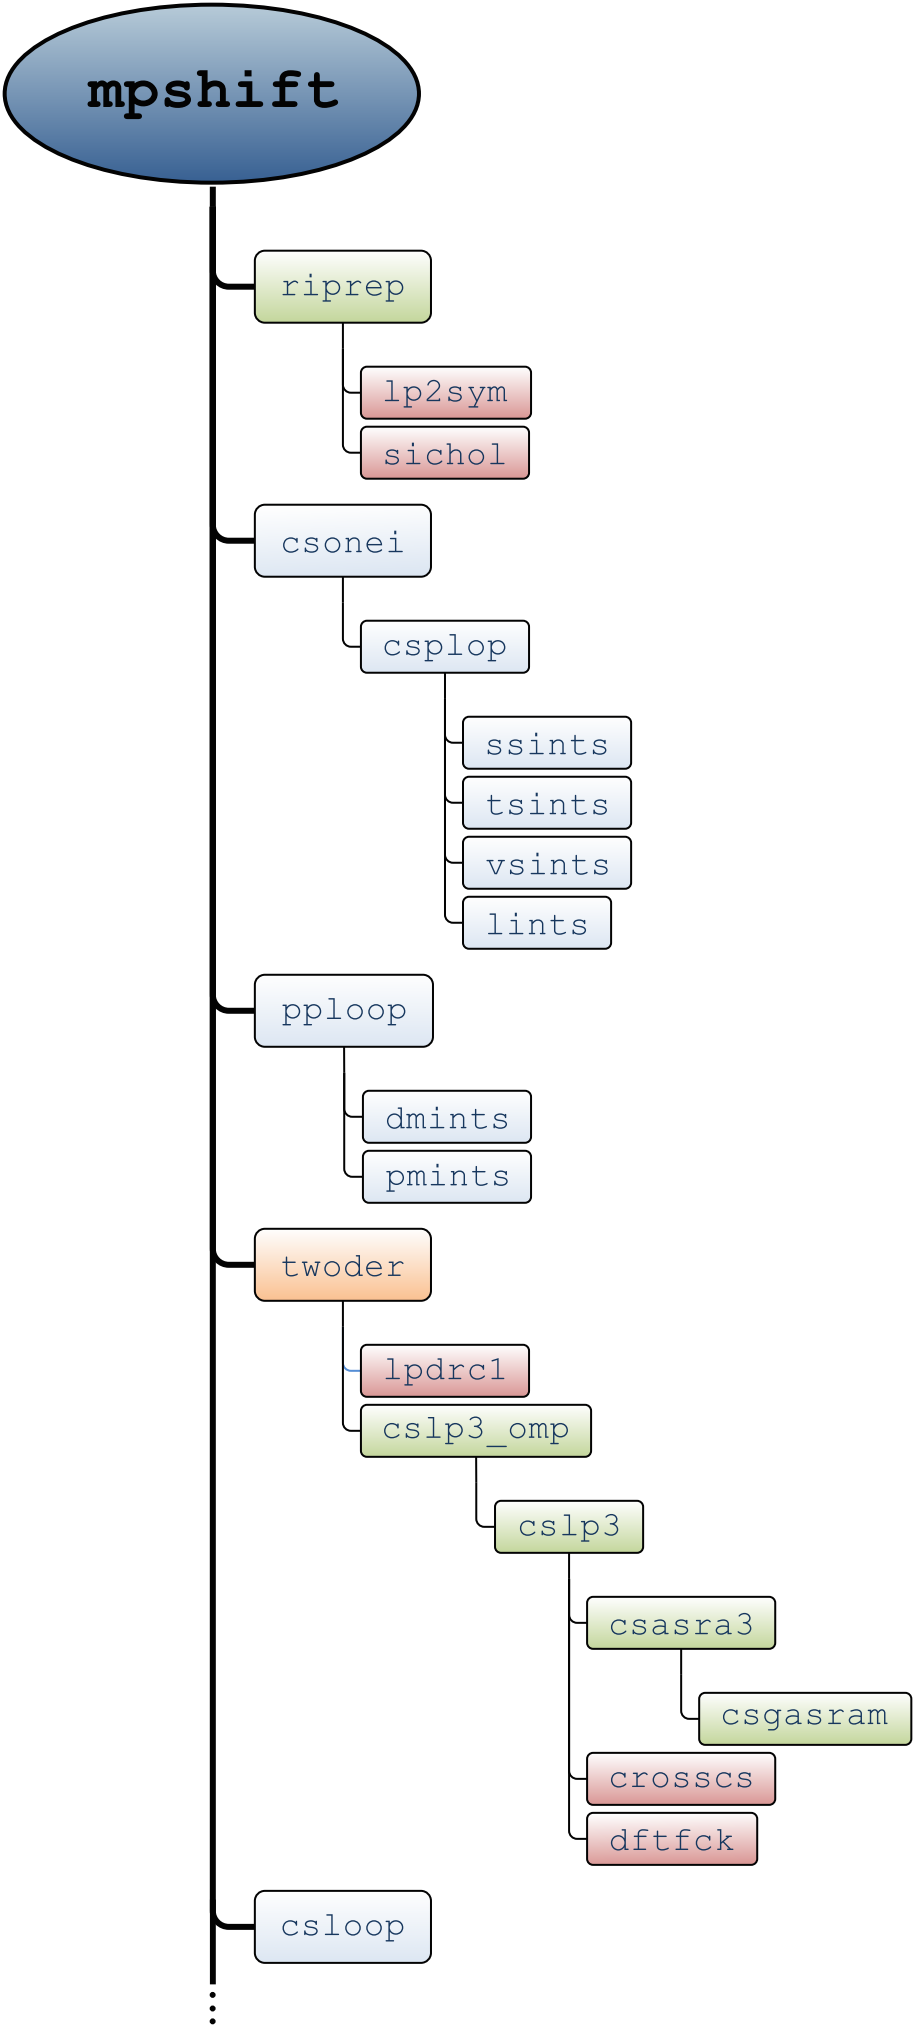 mpshift
riprep
lp2sym
sichol
csonei
csplop
ssints
tsints
vsints
lints
pploop
dmints
pmints
twoder
lpdrc1
cslp3_omp
cslp3
csasra3
csgasram
crosscs
dftfck
csloop